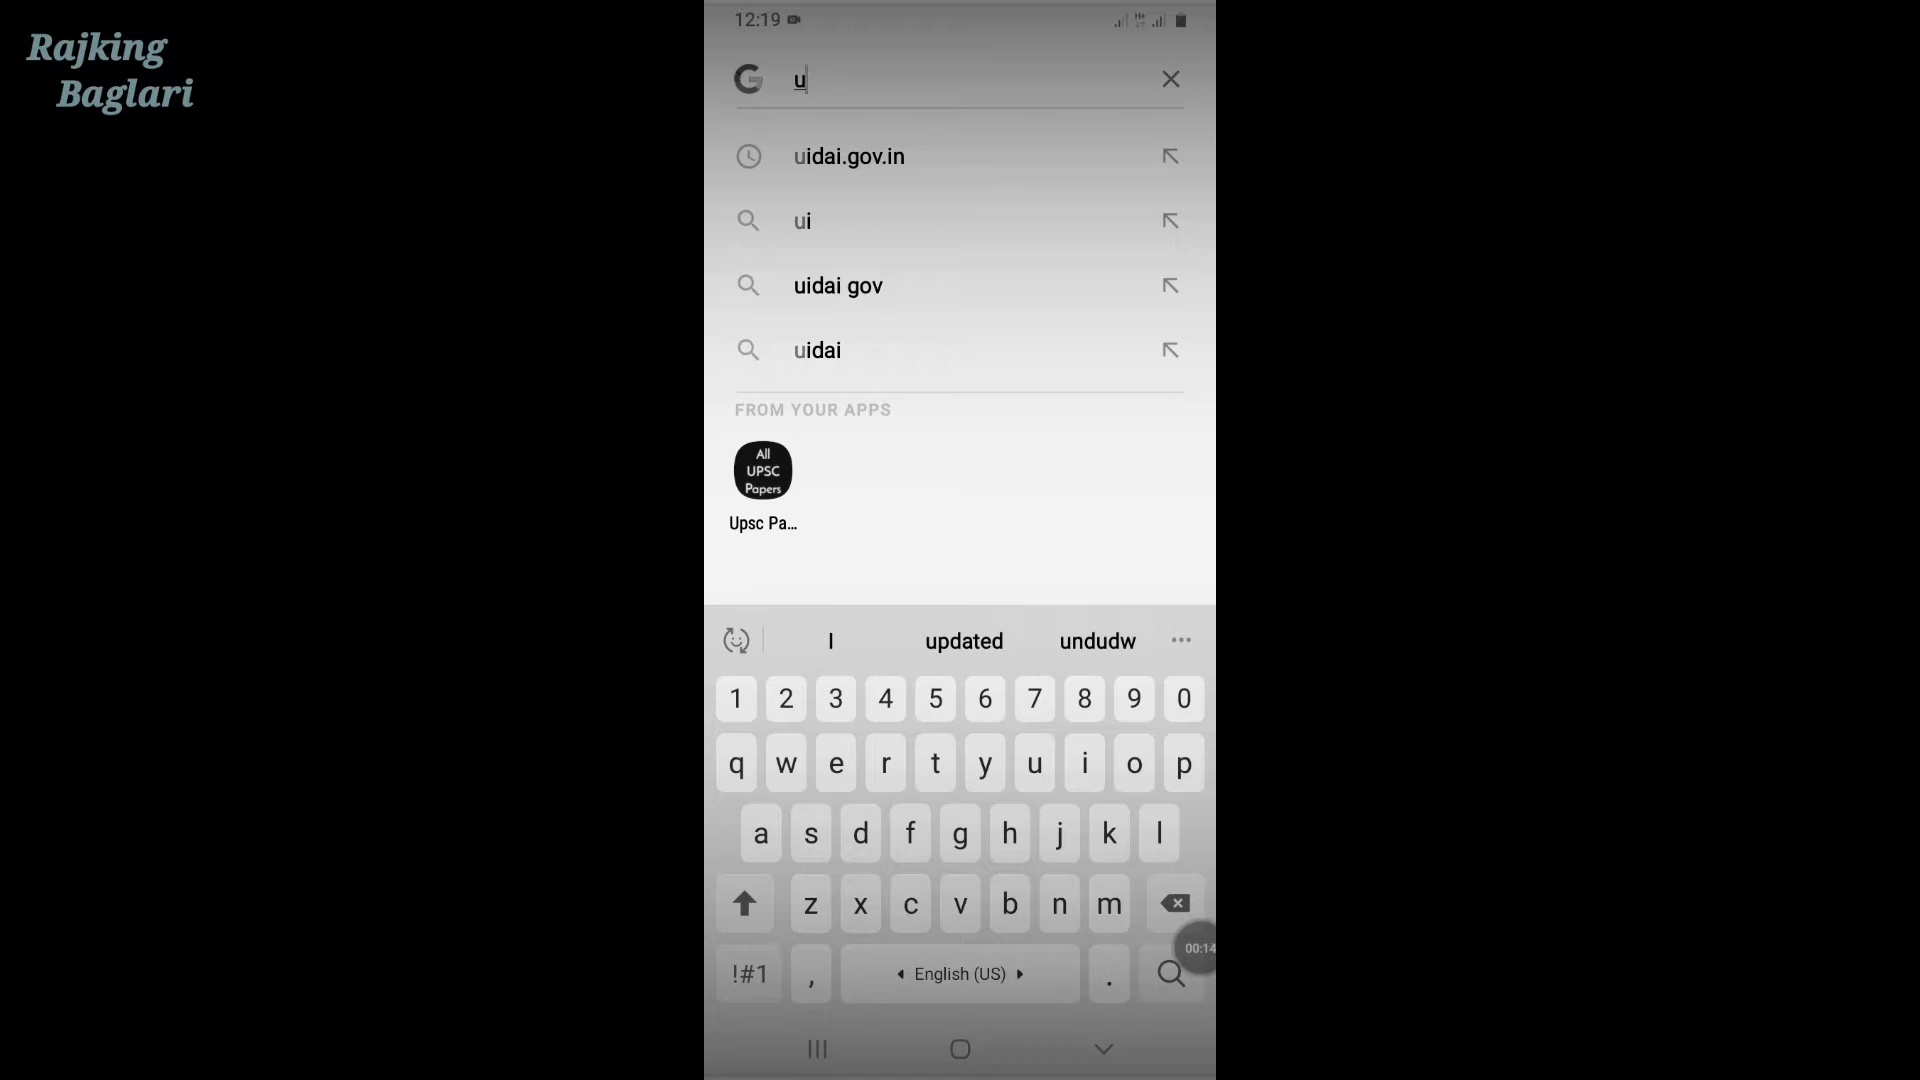 Rajking
Baglari
12:19
H+
G u
uidai.gov.in
ui
uidai gov
uidai
FROM YOUR APPS
All
UPSC
Papers
Upsc Pa...
I updated undudw
1 2 3 4 5 6 7 8 9 0
q w e r t y u i o p
a s d f g h j k l
z x c v b n m
00:14
!#1 , English (US) .